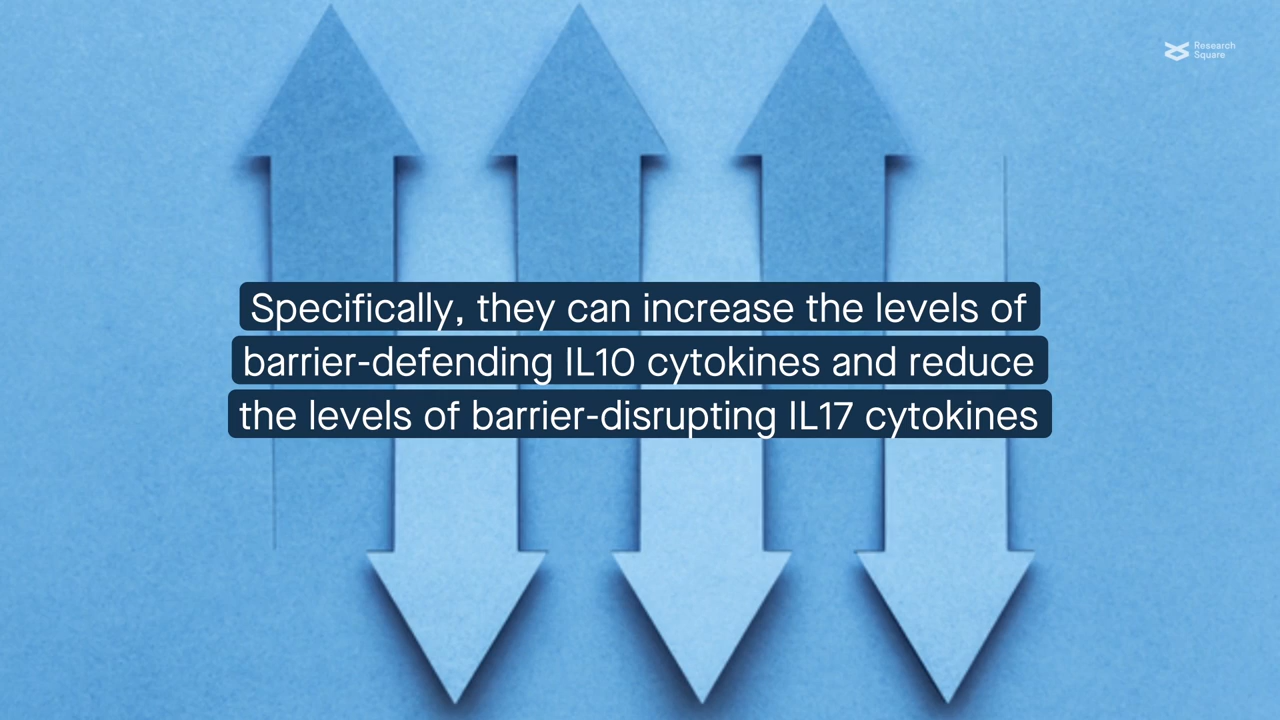 Research
Square
Specifically, they can increase the levels of
barrier-defending IL10 cytokines and reduce
the levels of barrier-disrupting IL17 cytokines